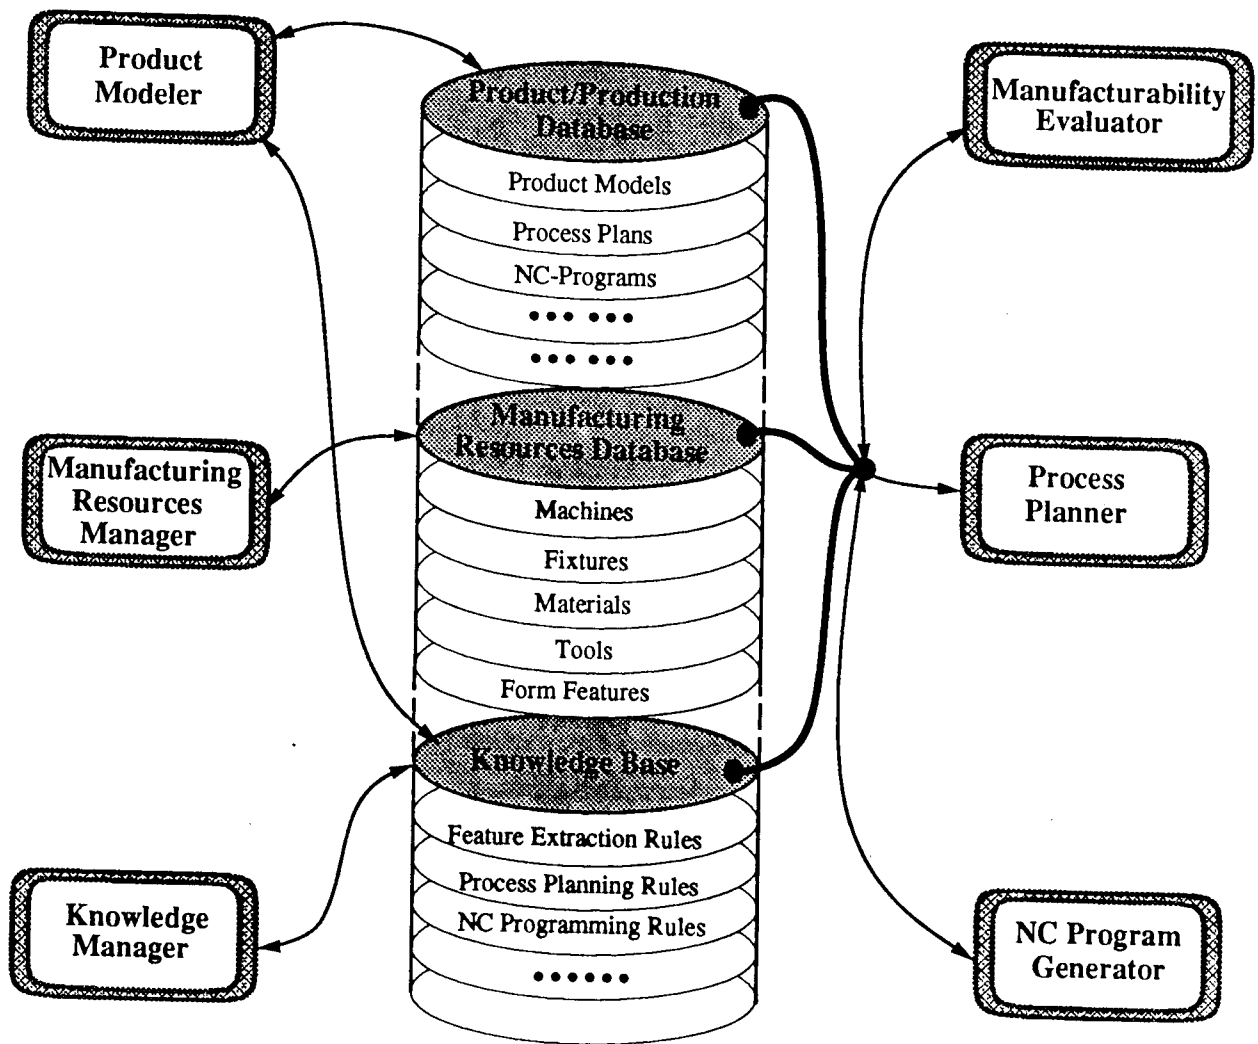 Product
Modeler
Product/Production
Database
Manufacturability
Evaluator
Product Models
Process Plans
NC-Programs
•••  •••
•••  •••
Manufacturing
Resources
Manager
Manufacturing
Resources Database
Process
Planner
Machines
Fixtures
Materials
Tools
Form Features
Knowledge Base
Feature Extraction Rules
Process Planning Rules
NC Programming Rules
••••••
Knowledge
Manager
NC Program
Generator